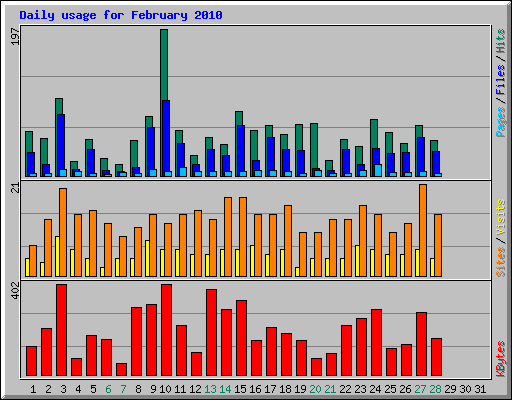 Daily usage for February 2010
197
Pages / Files / Hits
21
Sites / Visits
402
KBytes
1 2 3 4 5 6 7 8 9 10 11 12 13 14 15 16 17 18 19 20 21 22 23 24 25 26 27 28 29 30 31